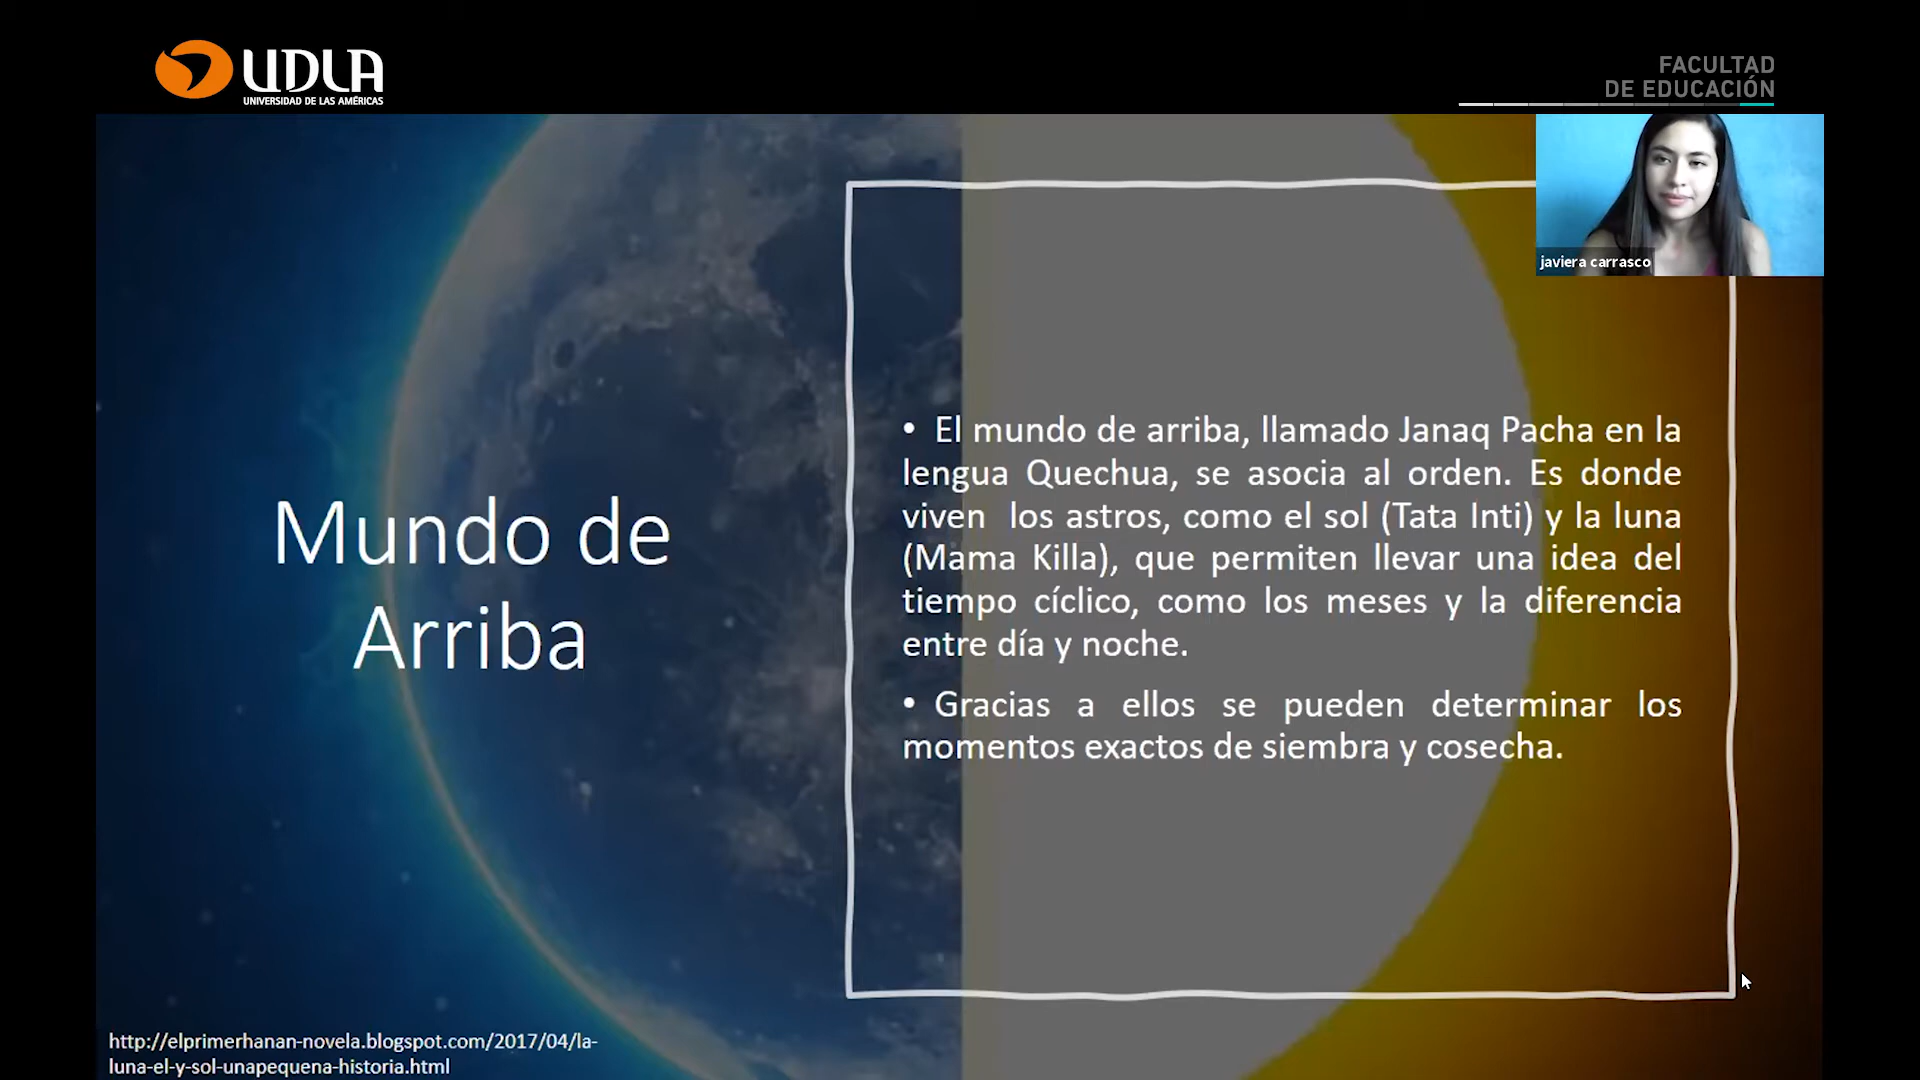 UDLA
UNIVERSIDAD DE LAS AMÉRICAS
FACULTAD
DE EDUCACIÓN
javiera carrasco
Mundo de
Arriba
• El mundo de arriba, llamado Janaq Pacha en la
lengua Quechua, se asocia al orden. Es donde
viven los astros, como el sol (Tata Inti) y la luna
(Mama Killa), que permiten llevar una idea del
tiempo cíclico, como los meses y la diferencia
entre día y noche.
• Gracias a ellos se pueden determinar los
momentos exactos de siembra y cosecha.
http://elprimerhanan-novela.blogspot.com/2017/04/la-
luna-el-y-sol-unapequena-historia.html